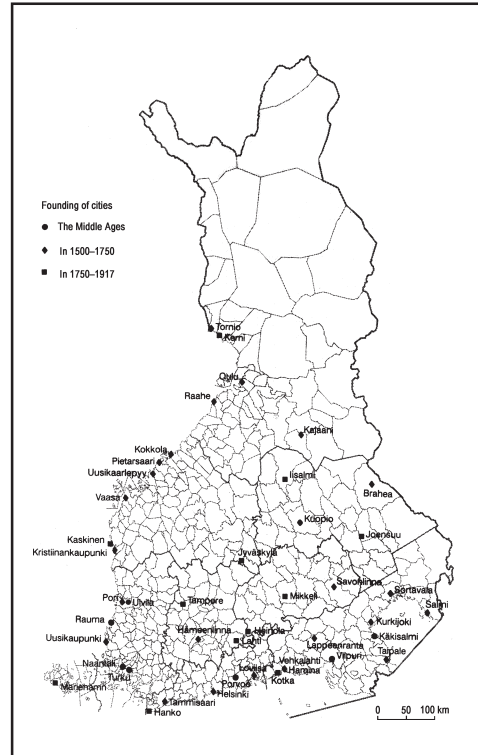 Founding of cities
The Middle Ages
In 1500–1750
In 1750–1917
Tornio
Kemi
Oulu
Raahe
Kajaani
Kokkola
Pietarsaari
Uusikaarlepyy
Iisalmi
Brahea
Vaasa
Kuopio
Joensuu
Kaskinen
Kristiinankaupunki
Jyväskylä
Savonlinna
Sortavala
Mikkeli
Pori
Ulvila
Tampere
Salmi
Rauma
Kurkijoki
Heinola
Hämeenlinna
Lahti
Käkisalmi
Uusikaupunki
Lappeenranta
Taipale
Naantali
Turku
Loviisa
Vehkalahti
Viipuri
Hamina
Mariehamn
Porvoo
Kotka
Helsinki
Tammisaari
Hanko
0 50 100 km